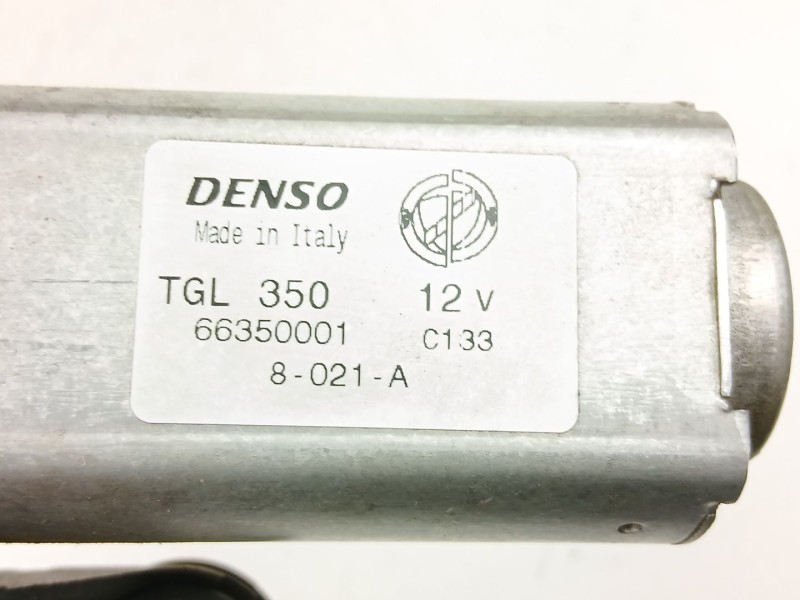 DENSO
Made in Italy
TGL 350 12 V
66350001 C133
8-021-A